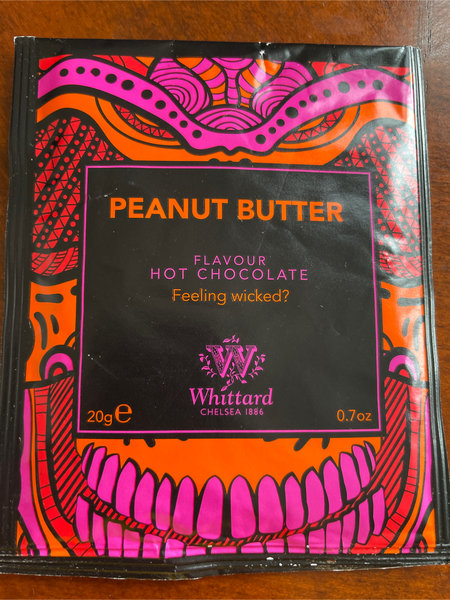 PEANUT BUTTER
FLAVOUR
HOT CHOCOLATE
Feeling wicked?
W
Whittard
CHELSEA 1886
20g e
0.7oz